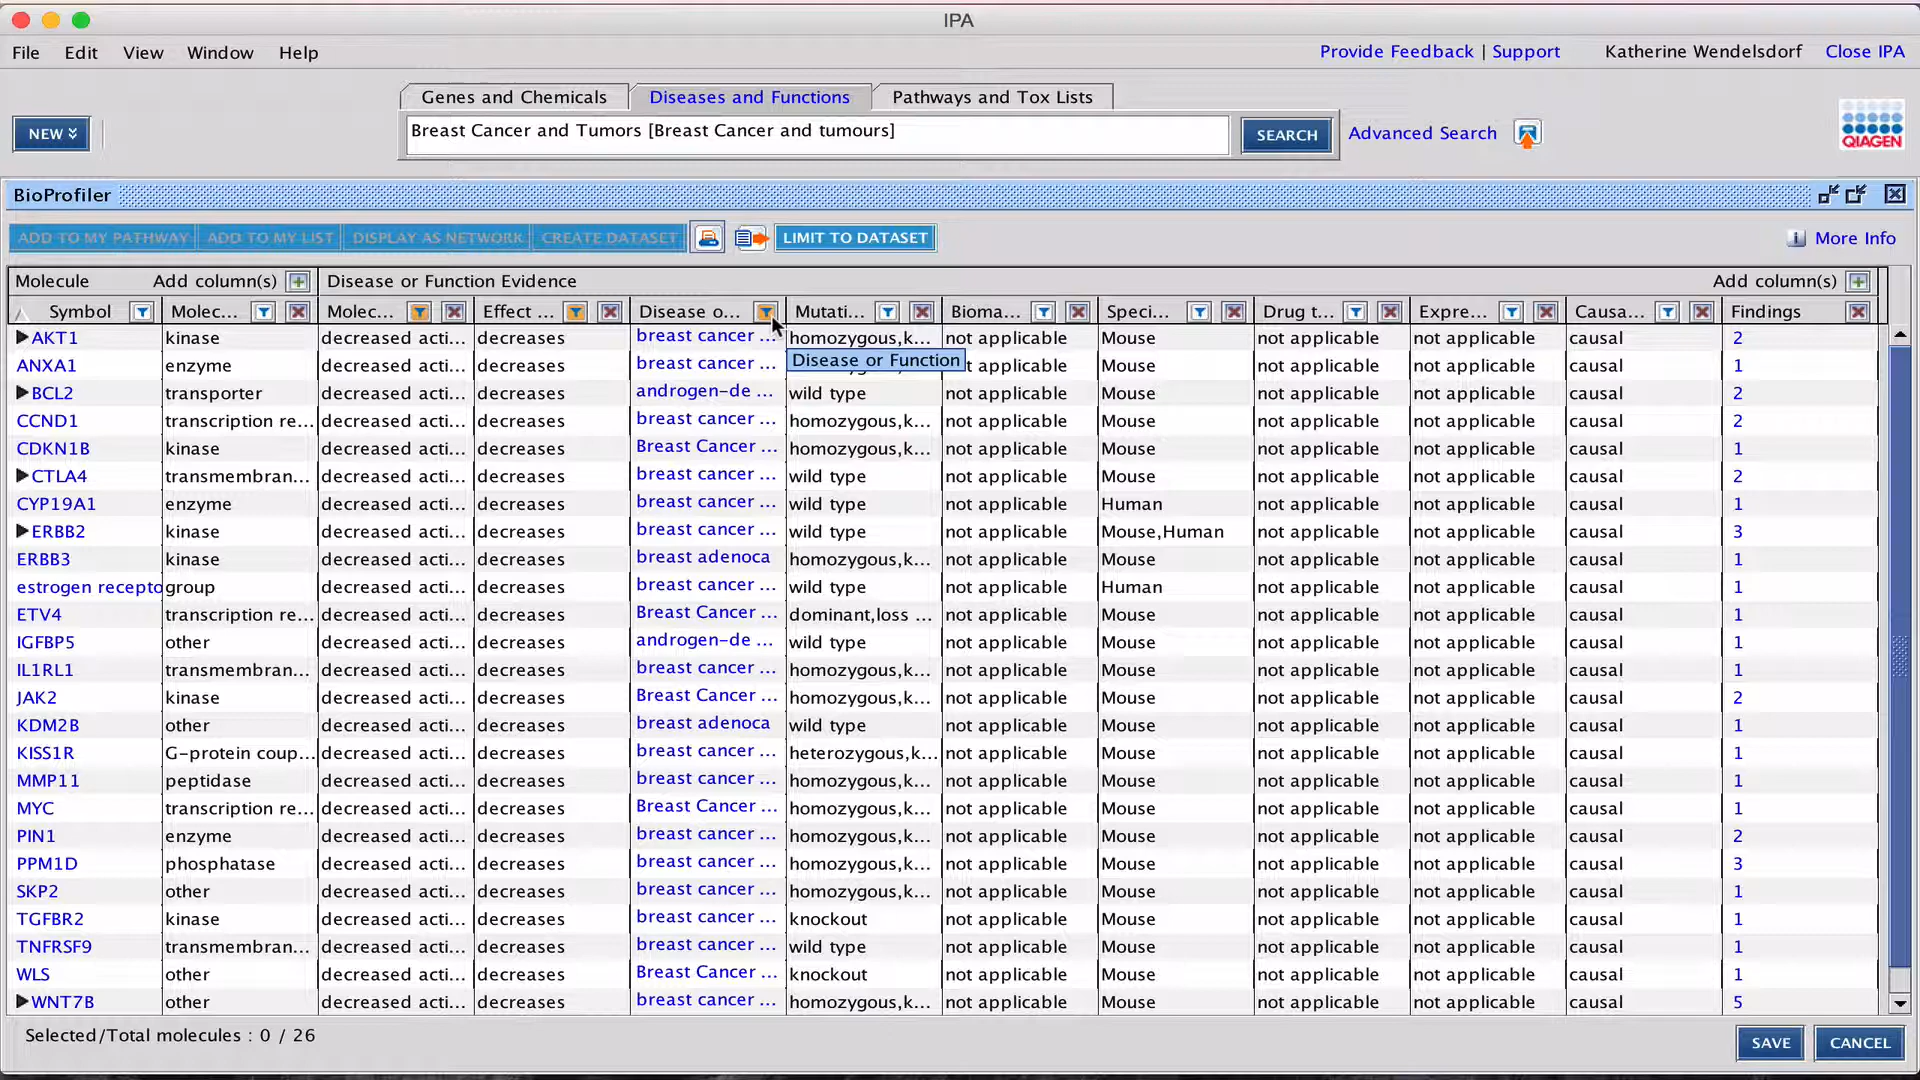 IPA
File Edit View Window Help
Provide Feedback | Support Katherine Wendelsdorf Close IPA
Genes and Chemicals Diseases and Functions Pathways and Tox Lists
NEW
Breast Cancer and Tumors [Breast Cancer and tumours]
SEARCH
Advanced Search
QIAGEN
BioProfiler
ADD TO MY PATHWAY ADD TO MY LIST DISPLAY AS NETWORK CREATE DATASET LIMIT TO DATASET
More Info
Molecule Add column(s) Disease or Function Evidence Add column(s)
Symbol Molec... Molec... Effect ... Disease o... Mutati... Bioma... Speci... Drug t... Expre... Causa... Findings
AKT1 kinase decreased acti... decreases breast cancer ... homozygous,k... not applicable Mouse not applicable not applicable causal 2
Disease or Function
ANXA1 enzyme decreased acti... decreases breast cancer ... applicable Mouse not applicable not applicable causal 1
BCL2 transporter decreased acti... decreases androgen-de ... wild type not applicable Mouse not applicable not applicable causal 2
CCND1 transcription re... decreased acti... decreases breast cancer ... homozygous,k... not applicable Mouse not applicable not applicable causal 2
CDKN1B kinase decreased acti... decreases Breast Cancer ... homozygous,k... not applicable Mouse not applicable not applicable causal 1
CTLA4 transmembran... decreased acti... decreases breast cancer ... wild type not applicable Mouse not applicable not applicable causal 2
CYP19A1 enzyme decreased acti... decreases breast cancer ... wild type not applicable Human not applicable not applicable causal 1
ERBB2 kinase decreased acti... decreases breast cancer ... wild type not applicable Mouse,Human not applicable not applicable causal 3
ERBB3 kinase decreased acti... decreases breast adenoca homozygous,k... not applicable Mouse not applicable not applicable causal 1
estrogen recepto group decreased acti... decreases breast cancer ... wild type not applicable Human not applicable not applicable causal 1
ETV4 transcription re... decreased acti... decreases Breast Cancer ... dominant,loss ... not applicable Mouse not applicable not applicable causal 1
IGFBP5 other decreased acti... decreases androgen-de ... wild type not applicable Mouse not applicable not applicable causal 1
IL1RL1 transmembran... decreased acti... decreases breast cancer ... homozygous,k... not applicable Mouse not applicable not applicable causal 1
JAK2 kinase decreased acti... decreases Breast Cancer ... homozygous,k... not applicable Mouse not applicable not applicable causal 2
KDM2B other decreased acti... decreases breast adenoca wild type not applicable Mouse not applicable not applicable causal 1
KISS1R G-protein coup... decreased acti... decreases breast cancer ... heterozygous,k... not applicable Mouse not applicable not applicable causal 1
MMP11 peptidase decreased acti... decreases breast cancer ... homozygous,k... not applicable Mouse not applicable not applicable causal 1
MYC transcription re... decreased acti... decreases Breast Cancer ... homozygous,k... not applicable Mouse not applicable not applicable causal 1
PIN1 enzyme decreased acti... decreases breast cancer ... homozygous,k... not applicable Mouse not applicable not applicable causal 2
PPM1D phosphatase decreased acti... decreases breast cancer ... homozygous,k... not applicable Mouse not applicable not applicable causal 3
SKP2 other decreased acti... decreases breast cancer ... homozygous,k... not applicable Mouse not applicable not applicable causal 1
TGFBR2 kinase decreased acti... decreases breast cancer ... knockout not applicable Mouse not applicable not applicable causal 1
TNFRSF9 transmembran... decreased acti... decreases breast cancer ... wild type not applicable Mouse not applicable not applicable causal 1
WLS other decreased acti... decreases Breast Cancer ... knockout not applicable Mouse not applicable not applicable causal 1
WNT7B other decreased acti... decreases breast cancer ... homozygous,k... not applicable Mouse not applicable not applicable causal 5
Selected/Total molecules : 0 / 26
SAVE CANCEL